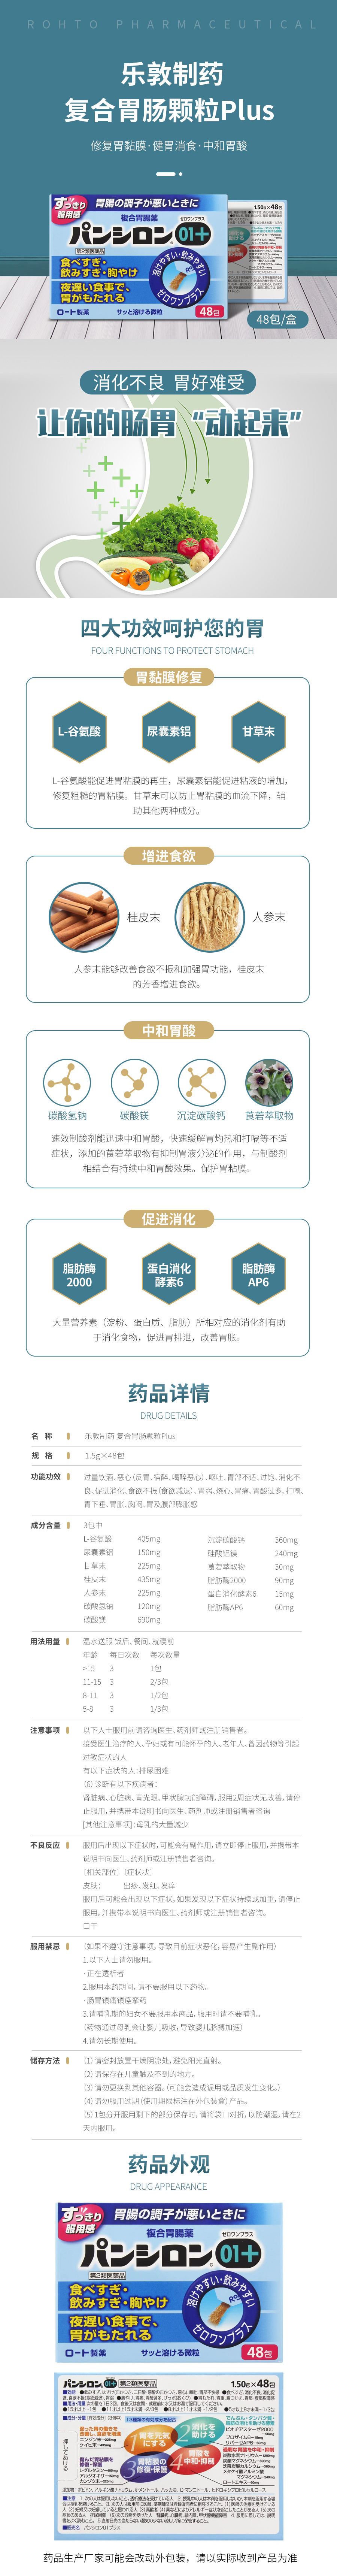 ROHTO PHARMACEUTICAL
乐敦制药
复合胃肠颗粒Plus
修复胃黏膜·健胃消食·中和胃酸
胃腸の調子が悪いときに
すっきり
服用感
複合胃腸薬
パンシロン01+
ゼロワンプラス
第2類医薬品
食べすぎ・
飲みすぎ・胸やけ
夜遅い食事で、
胃がもたれる
溶けやすい・飲みやすい
ゼロワンプラス
ロート製薬
サッと溶ける微粒
48包
1.50g×48包
48包/盒
消化不良 胃好难受
让你的肠胃“动起来”
四大功效呵护您的胃
FOUR FUNCTIONS TO PROTECT STOMACH
胃黏膜修复
L-谷氨酸
尿囊素铝
甘草末
L-谷氨酸能促进胃粘膜的再生，尿囊素铝能促进粘液的增加，
修复粗糙的胃粘膜。甘草末可以防止胃粘膜的血流下降，辅
助其他两种成分。
增进食欲
桂皮末
人参末
人参末能够改善食欲不振和加强胃功能，桂皮末
的芳香增进食欲。
中和胃酸
碳酸氢钠
碳酸镁
沉淀碳酸钙
莨菪萃取物
速效制酸剂能迅速中和胃酸，快速缓解胃灼热和打嗝等不适
症状，添加的莨菪萃取物有抑制胃液分泌的作用，与制酸剂
相结合有持续中和胃酸效果。保护胃粘膜。
促进消化
脂肪酶
2000
蛋白消化
酵素6
脂肪酶
AP6
大量营养素（淀粉、蛋白质、脂肪）所相对应的消化剂有助
于消化食物，促进胃排泄，改善胃胀。
药品详情
DRUG DETAILS
名 称 乐敦制药 复合胃肠颗粒Plus
规 格 1.5g×48包
功能功效 过量饮酒、恶心（反胃、宿醉、喝醉恶心）、呕吐、胃部不适、过饱、消化不
良、促进消化、食欲不振（食欲减退）、胃弱、烧心、胃痛、胃酸过多、打嗝、
胃下垂、胃胀、胸闷、胃及腹部膨胀感
成分含量 3包中
L-谷氨酸 405mg 沉淀碳酸钙 360mg
尿囊素铝 150mg 硅酸铝镁 240mg
甘草末 225mg 莨菪萃取物 30mg
桂皮末 435mg 脂肪酶2000 90mg
人参末 225mg 蛋白消化酵素6 15mg
碳酸氢钠 120mg 脂肪酶AP6 60mg
碳酸镁 690mg
用法用量 温水送服 饭后、餐间、就寝前
年龄 每日次数 每次数量
>15 3 1包
11-15 3 2/3包
8-11 3 1/2包
5-8 3 1/3包
注意事项 以下人士服用前请咨询医生、药剂师或注册销售者。
接受医生治疗的人、孕妇或有可能怀孕的人、老年人、曾因药物等引起
过敏症状的人
有以下症状的人：排尿困难
（6）诊断有以下疾病者：
肾脏病、心脏病、青光眼、甲状腺功能障碍，服用2周症状无改善，请停
止服用，并携带本说明书向医生、药剂师或注册销售者咨询
[其他注意事项]：母乳的大量减少
不良反应 服用后出现以下症状时，可能会有副作用，请立即停止服用，并携带本
说明书向医生、药剂师或注册销售者咨询。
〔相关部位〕〔症状状〕
皮肤： 出疹、发红、发痒
服用后可能会出现以下症状，如果发现以下症状持续或加重，请停止
服用，并携带本说明书向医生、药剂师或注册销售者咨询。
口干
服用禁忌 （如果不遵守注意事项，导致目前症状恶化，容易产生副作用）
1.以下人士请勿服用。
·正在透析者
2.服用本药期间，请不要服用以下药物。
·肠胃镇痛镇痉挛药
3.请哺乳期的妇女不要服用本商品，服用时请不要哺乳。
（药物通过母乳会让婴儿吸收，导致婴儿脉搏加速）
4.请勿长期使用。
储存方法 （1）请密封放置干燥阴凉处，避免阳光直射。
（2）请保存在儿童触及不到的地方。
（3）请勿更换到其他容器。（可能会造成误用或品质发生变化。）
（4）请勿服用过期（使用期限标注在外包装盒）产品。
（5）1包分开服用剩下的部分保存时，请将袋口对折，以防潮湿，请在2
天内服用。
药品外观
DRUG APPEARANCE
胃腸の調子が悪いときに
すっきり
服用感
複合胃腸薬
パンシロン01+
ゼロワンプラス
第2類医薬品
食べすぎ・
飲みすぎ・胸やけ
夜遅い食事で、
胃がもたれる
溶けやすい・飲みやすい
ゼロワンプラス
ロート製薬
サッと溶ける微粒
48包
パンシロン01+ 第2類医薬品
1.50g×48包
1 胃を元気にする
2 消化を助ける
3 胃粘膜の修復・保護
4 胃酸を中和・抑制
药品生产厂家可能会改动外包装，请以实际收到产品为准